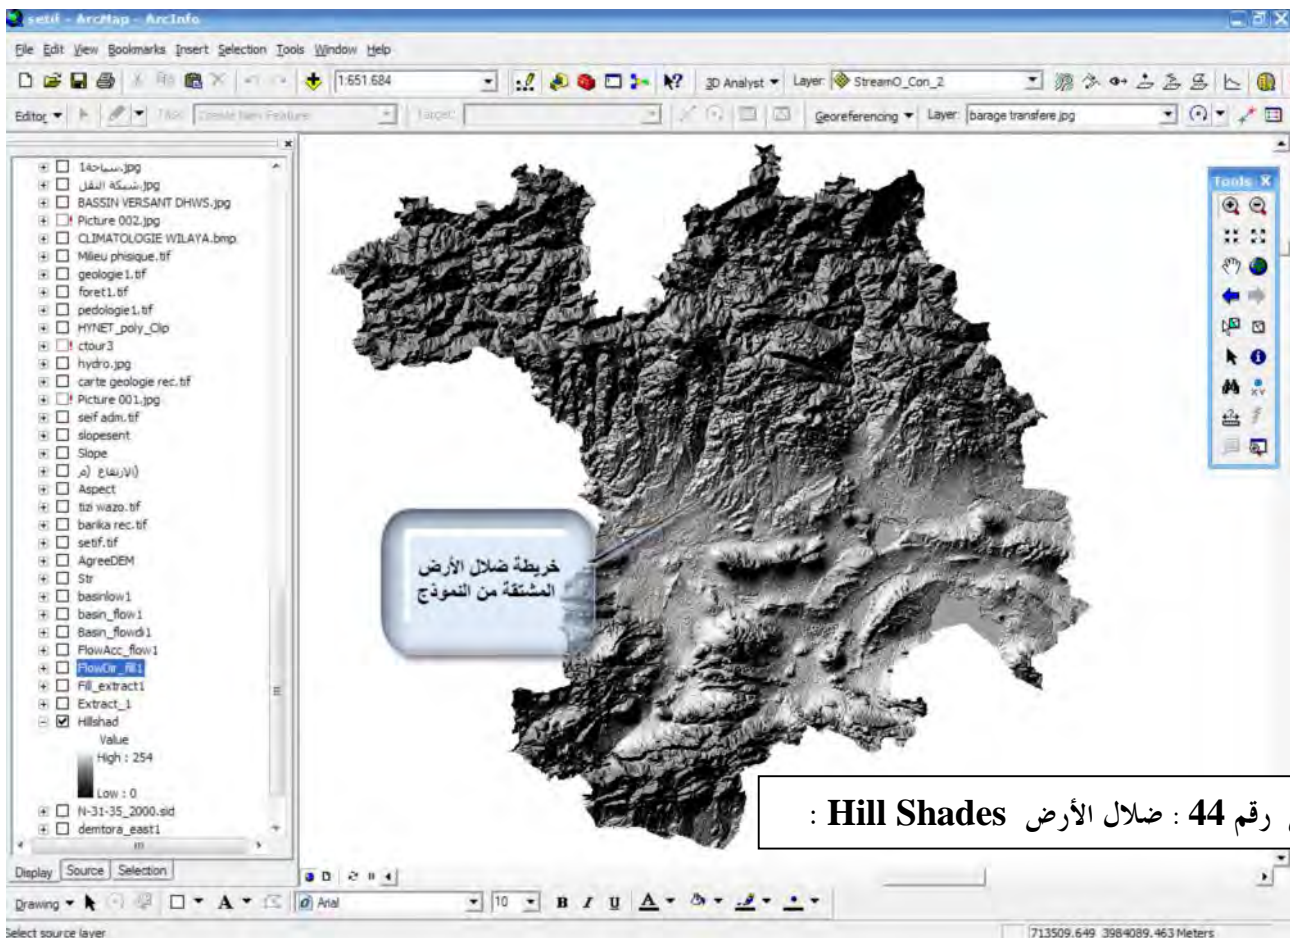 setif - ArcMap - ArcInfo
File Edit View Bookmarks Insert Selection Tools Window Help
1:651.684 3D Analyst Layer: StreamO_Con_2
Editor Task: Create New Feature Target: Georeferencing Layer: barage transfere.jpg
سياحة1.jpg
شبكة النقل.jpg
BASSIN VERSANT DHWS.jpg
Picture 002.jpg
CLIMATOLOGIE WILAYA.bmp
Milieu phisique.tif
geologie1.tif
foret1.tif
pedologie1.tif
HYNET_poly_Clip
ctour3
hydro.jpg
carte geologie rec.tif
Picture 001.jpg
seif adm.tif
slopesent
Slope
(الارتفاع (م
Aspect
tizi wazo.tif
barika rec.tif
setif.tif
AgreeDEM
Str
basinlow1
basin_flow1
Basin_flowdi1
FlowAcc_flow1
FlowDir_fill1
Fill_extract1
Extract_1
Hillshad
Value
High : 254
Low : 0
N-31-35_2000.sid
demtora_east1
Tools
خريطة ضلال الأرض
المشتقة من النموذج
رقم 44 : ضلال الأرض Hill Shades :
Display Source Selection
Drawing A Arial 10 B I U A
Select source layer
713509.649 3984089.463 Meters